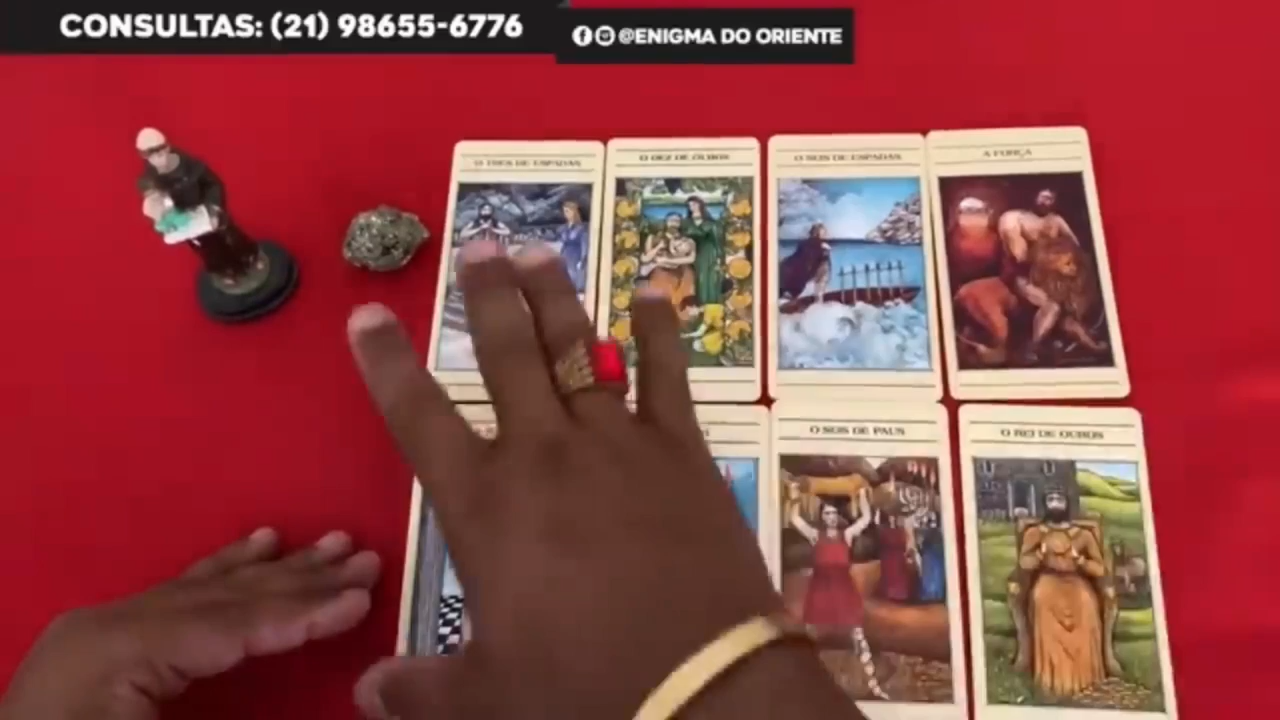 CONSULTAS: (21) 98655-6776
@ENIGMA DO ORIENTE
O TRES DE ESPADAS
O DEZ DE OUROS
O SEIS DE ESPADAS
A FORÇA
O SEIS DE PAUS
O REI DE OUROS